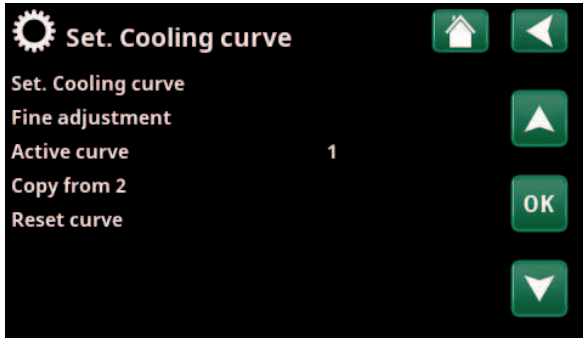 Set. Cooling curve
Set. Cooling curve
Fine adjustment
Active curve 1
Copy from 2
OK
Reset curve